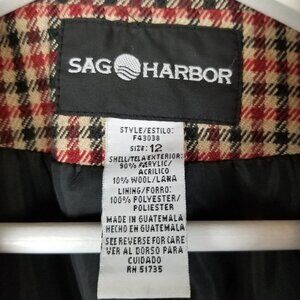 SAG HARBOR
STYLE/ESTILO:
F43038
SIZE: 12
SHELL/TELA EXTERIOR:
90% ACRYLIC/
ACRILICO
10% WOOL/LANA
LINING/FORRO:
100% POLYESTER/
POLIESTER
MADE IN GUATEMALA
HECHO EN GUATEMALA
SEE REVERSE FOR CARE
VER AL DORSO PARA
CUIDADO
RN 51735